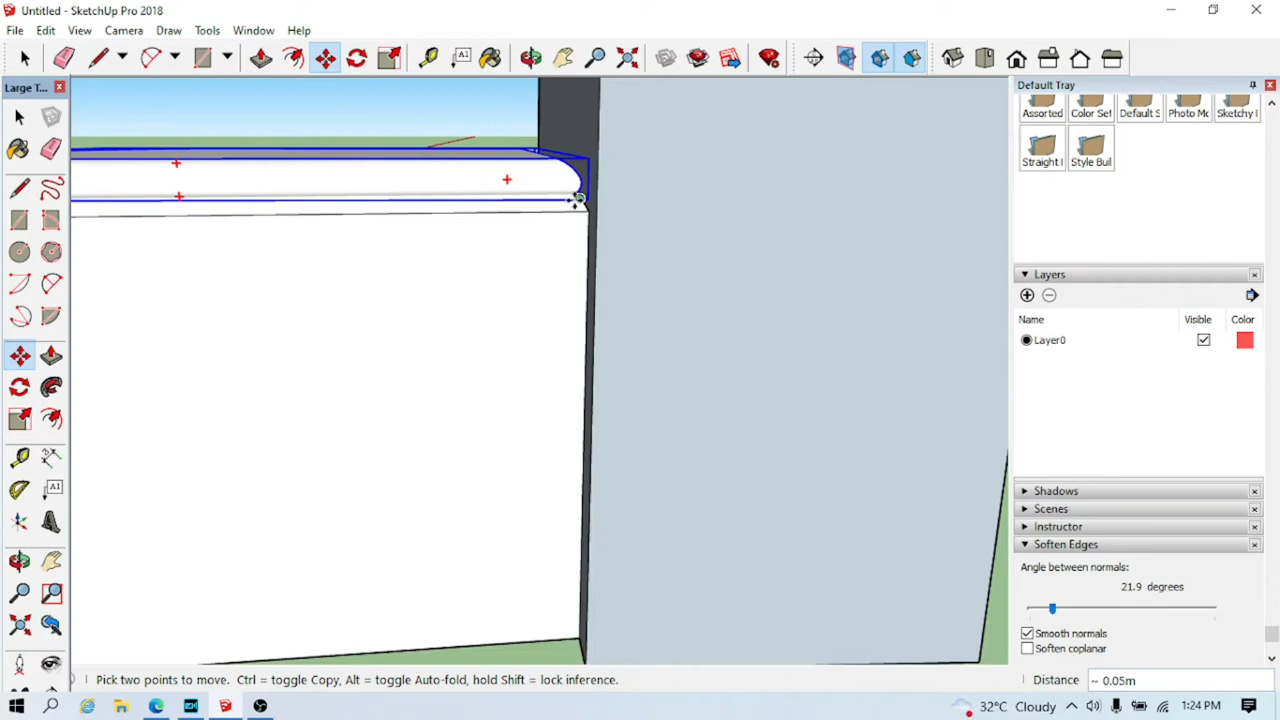 Untitled - SketchUp Pro 2018
File Edit View Camera Draw Tools Window Help
A1
Large T...
Default Tray
Assorted Color Set Default S Photo Mo Sketchy I
Straight I Style Buil
Layers
Name Visible Color
Layer0
A1
Shadows
Scenes
Instructor
Soften Edges
Angle between normals:
21.9 degrees
Smooth normals
Soften coplanar
Pick two points to move. Ctrl = toggle Copy, Alt = toggle Auto-fold, hold Shift = lock inference.
Distance ~ 0.05m
32°C Cloudy 1:24 PM